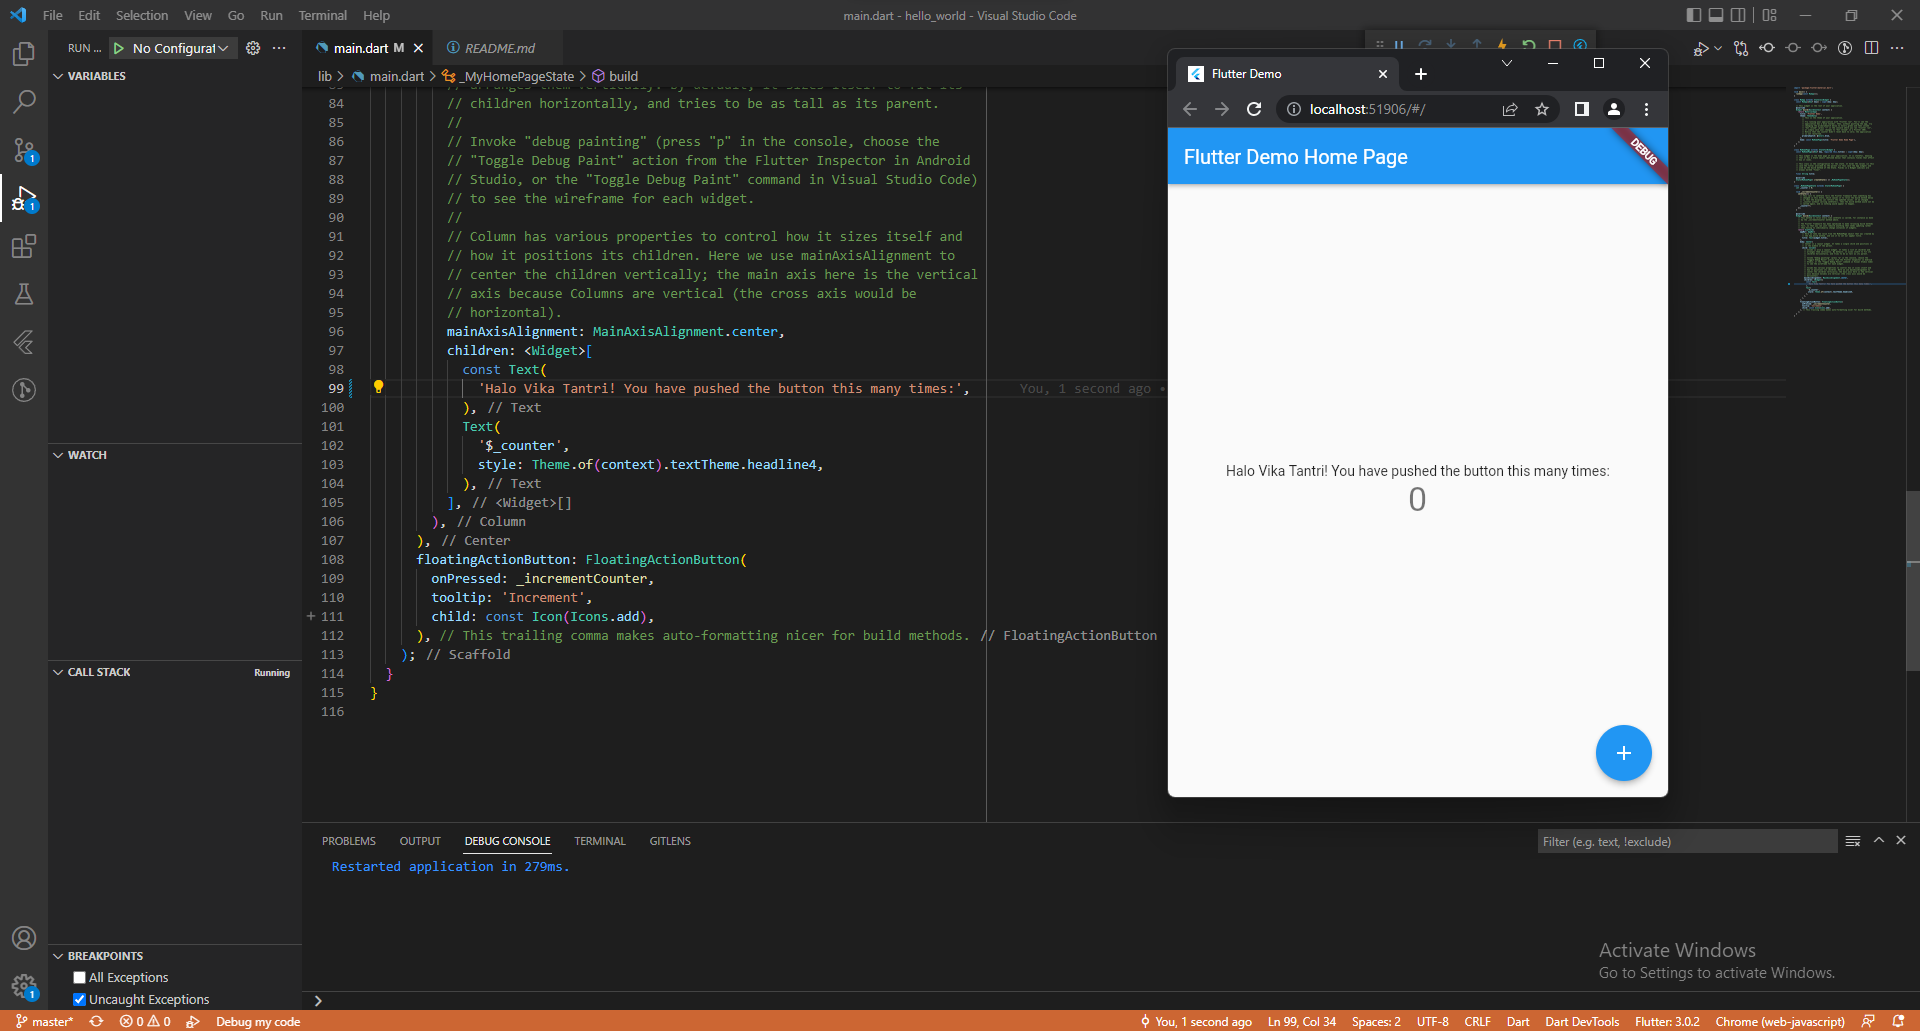 File Edit Selection View Go Run Terminal Help
main.dart - hello_world - Visual Studio Code
RUN ... No Configurat
main.dart M
README.md
lib > main.dart > _MyHomePageState > build
VARIABLES
WATCH
CALL STACK
Running
BREAKPOINTS
All Exceptions
Uncaught Exceptions
84 // children horizontally, and tries to be as tall as its parent.
85 //
86 // Invoke "debug painting" (press "p" in the console, choose the
87 // "Toggle Debug Paint" action from the Flutter Inspector in Android
88 // Studio, or the "Toggle Debug Paint" command in Visual Studio Code)
89 // to see the wireframe for each widget.
90 //
91 // Column has various properties to control how it sizes itself and
92 // how it positions its children. Here we use mainAxisAlignment to
93 // center the children vertically; the main axis here is the vertical
94 // axis because Columns are vertical (the cross axis would be
95 // horizontal).
96 mainAxisAlignment: MainAxisAlignment.center,
97 children: <Widget>[
98 const Text(
99 'Halo Vika Tantri! You have pushed the button this many times:', You, 1 second ago •
100 ), // Text
101 Text(
102 '$_counter',
103 style: Theme.of(context).textTheme.headline4,
104 ), // Text
105 ], // <Widget>[]
106 ), // Column
107 ), // Center
108 floatingActionButton: FloatingActionButton(
109 onPressed: _incrementCounter,
110 tooltip: 'Increment',
111 child: const Icon(Icons.add),
112 ), // This trailing comma makes auto-formatting nicer for build methods. // FloatingActionButton
113 ); // Scaffold
114 }
115 }
116
Flutter Demo
localhost:51906/#/
Flutter Demo Home Page
DEBUG
Halo Vika Tantri! You have pushed the button this many times:
0
+
PROBLEMS OUTPUT DEBUG CONSOLE TERMINAL GITLENS
Filter (e.g. text, !exclude)
Restarted application in 279ms.
Activate Windows
Go to Settings to activate Windows.
master* 0 0 Debug my code
You, 1 second ago Ln 99, Col 34 Spaces: 2 UTF-8 CRLF Dart Dart DevTools Flutter: 3.0.2 Chrome (web-javascript)